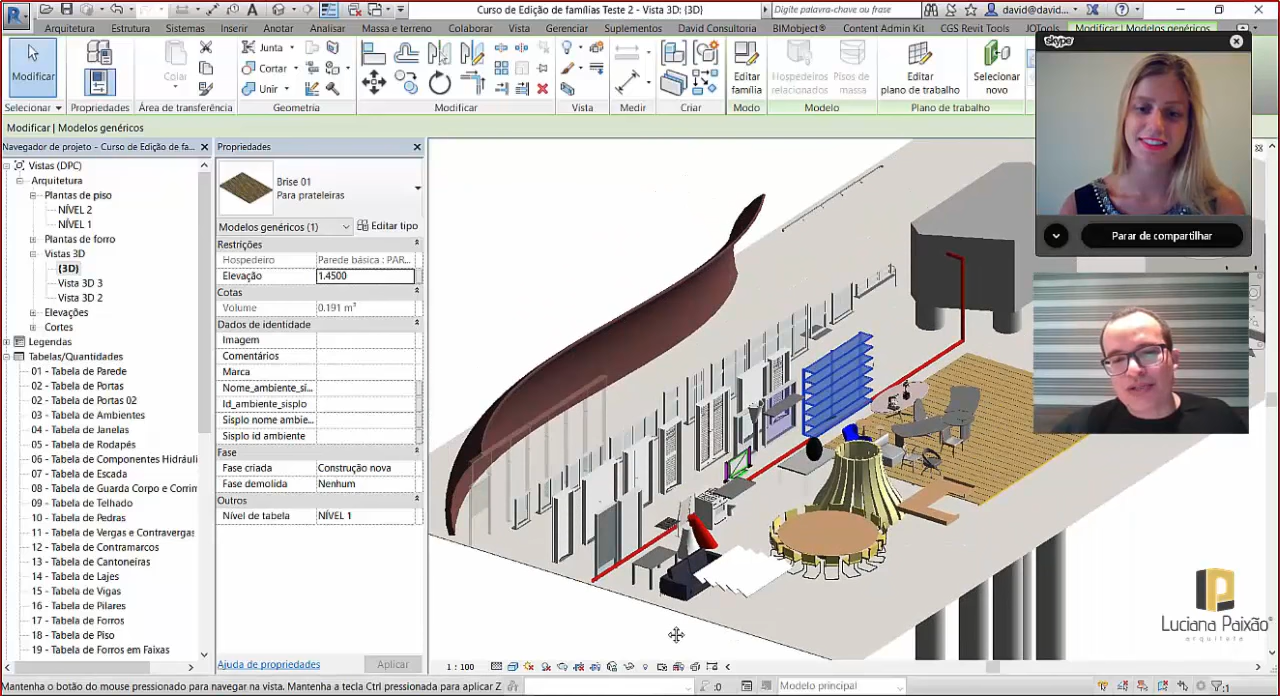 Curso de Edição de famílias Teste 2 - Vista 3D: {3D}
Digite palavra-chave ou frase
david@david...
Arquitetura Estrutura Sistemas Inserir Anotar Analisar Massa e terreno Colaborar Vista Gerenciar Suplementos David Consultoria BIMobject® Content Admin Kit CGS Revit Tools JOTools Modificar | Modelos genéricos
skype
Modificar
Colar
Junta
Cortar
Unir
Editar família
Hospedeiros relacionados
Pisos de massa
Editar plano de trabalho
Selecionar novo
Selecionar Propriedades Área de transferência Geometria Modificar Vista Medir Criar Modo Modelo Plano de trabalho
Modificar | Modelos genéricos
Navegador de projeto - Curso de Edição de fa...
Vistas (DPC)
Arquitetura
Plantas de piso
NÍVEL 2
NÍVEL 1
Plantas de forro
Vistas 3D
{3D}
Vista 3D 3
Vista 3D 2
Elevações
Cortes
Legendas
Tabelas/Quantidades
01 - Tabela de Parede
02 - Tabela de Portas
02 - Tabela de Portas 02
03 - Tabela de Ambientes
04 - Tabela de Janelas
05 - Tabela de Rodapés
06 - Tabela de Componentes Hidráuli
07 - Tabela de Escada
08 - Tabela de Guarda Corpo e Corrim
09 - Tabela de Telhado
10 - Tabela de Pedras
11 - Tabela de Vergas e Contravergas
12 - Tabela de Contramarcos
13 - Tabela de Cantoneiras
14 - Tabela de Lajes
15 - Tabela de Vigas
16 - Tabela de Pilares
17 - Tabela de Forros
18 - Tabela de Piso
19 - Tabela de Forros em Faixas
Propriedades
Brise 01
Para prateleiras
Modelos genéricos (1)
Editar tipo
Restrições
Hospedeiro Parede básica : PAR...
Elevação 1.4500
Cotas
Volume 0.191 m³
Dados de identidade
Imagem
Comentários
Marca
Nome_ambiente_si...
Id_ambiente_sisplo
Sisplo nome ambie...
Sisplo id ambiente
Fase
Fase criada Construção nova
Fase demolida Nenhum
Outros
Nível de tabela NÍVEL 1
Ajuda de propriedades
Aplicar
Parar de compartilhar
Luciana Paixão®
arquiteta
1 : 100
Mantenha o botão do mouse pressionado para navegar na vista. Mantenha a tecla Ctrl pressionada para aplicar Z
:0
Modelo principal
:1